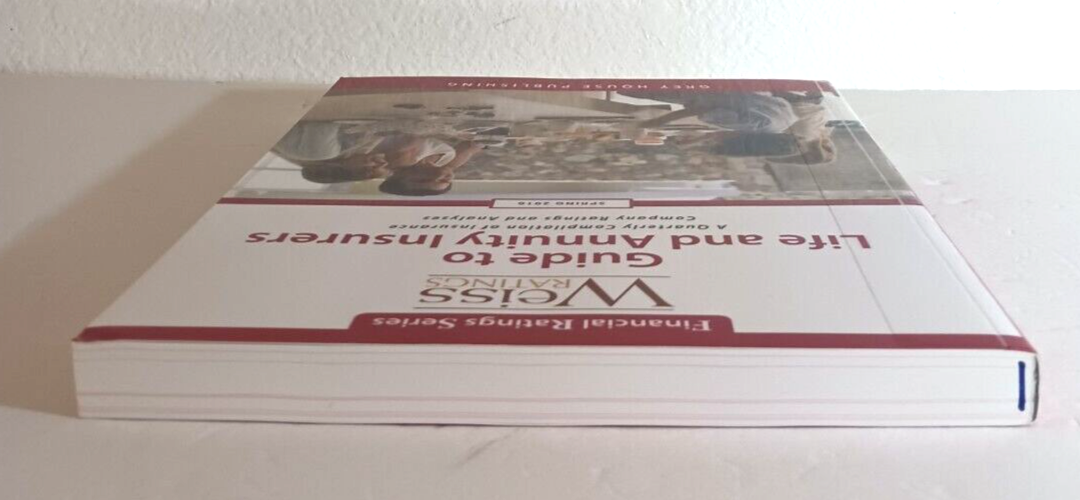 Financial Ratings Series
Weiss
RATINGS
Guide to
Life and Annuity Insurers
A Quarterly Compilation of Insurance
Company Ratings and Analyses
SPRING 2016
GREY HOUSE PUBLISHING